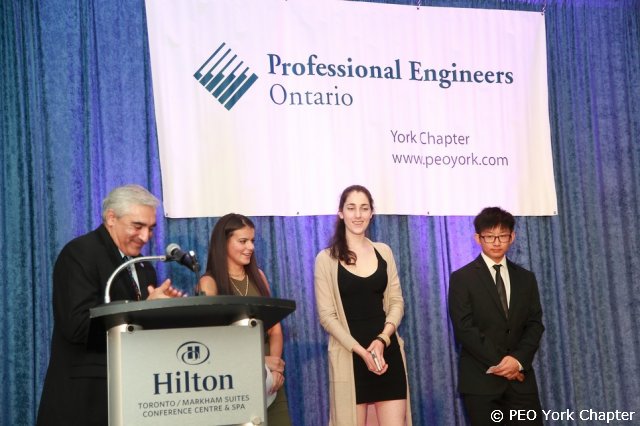 Professional Engineers
Ontario
York Chapter
www.peoyork.com
Hilton
TORONTO / MARKHAM SUITES
CONFERENCE CENTRE & SPA
© PEO York Chapter